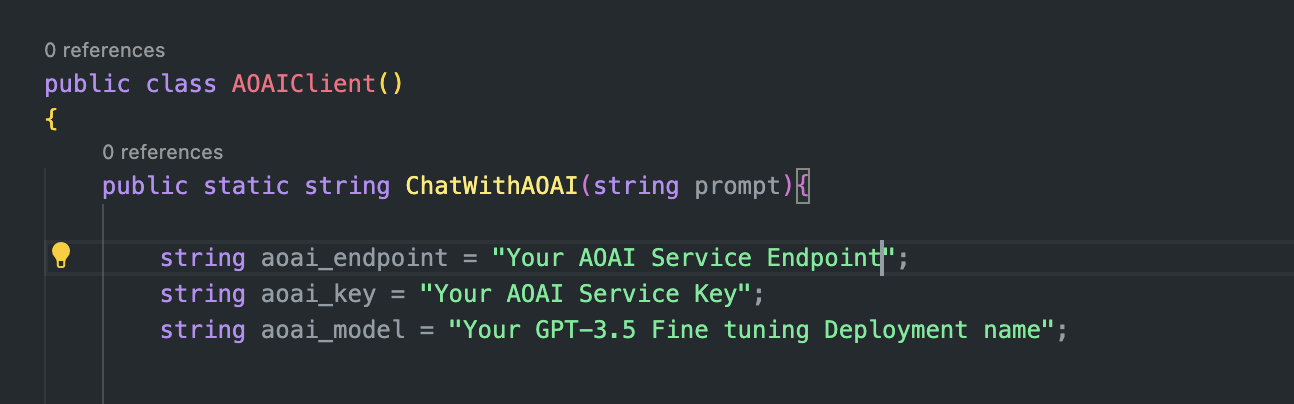 0 references
public class AOAIClient()
{
0 references
public static string ChatWithAOAI(string prompt){
string aoai_endpoint = "Your AOAI Service Endpoint";
string aoai_key = "Your AOAI Service Key";
string aoai_model = "Your GPT-3.5 Fine tuning Deployment name";